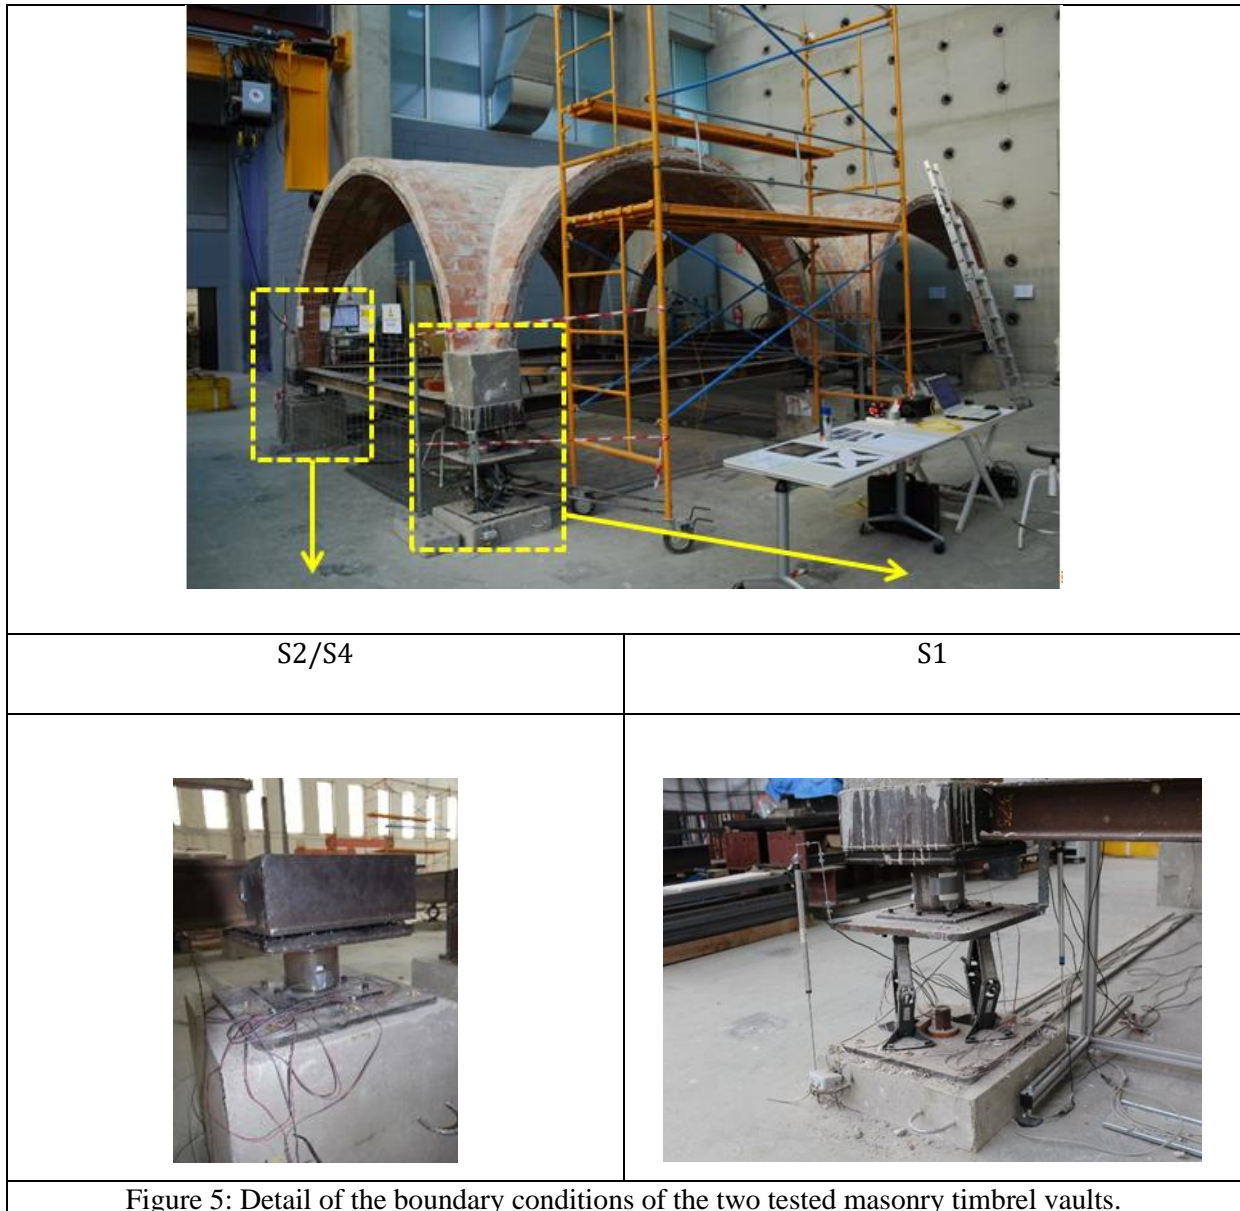 S2/S4
S1
Figure 5: Detail of the boundary conditions of the two tested masonry timbrel vaults.